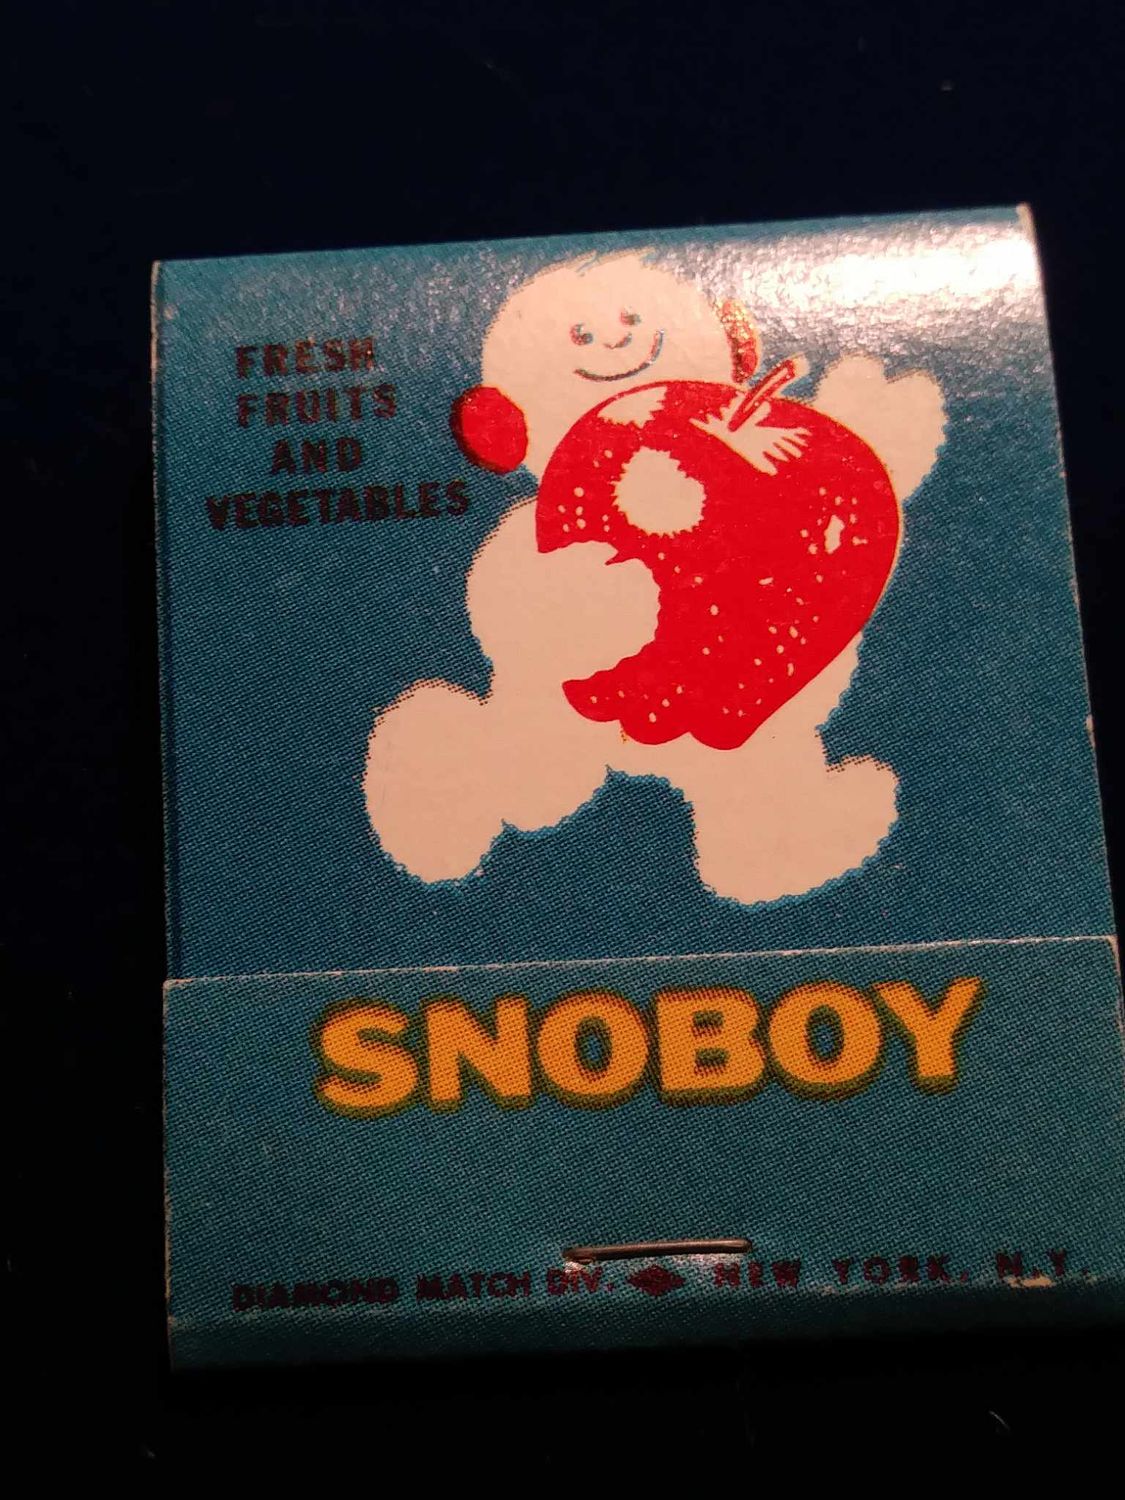 FRESH
FRUITS
AND
VEGETABLES
SNOBOY
DIAMOND MATCH DIV. NEW YORK, N.Y.